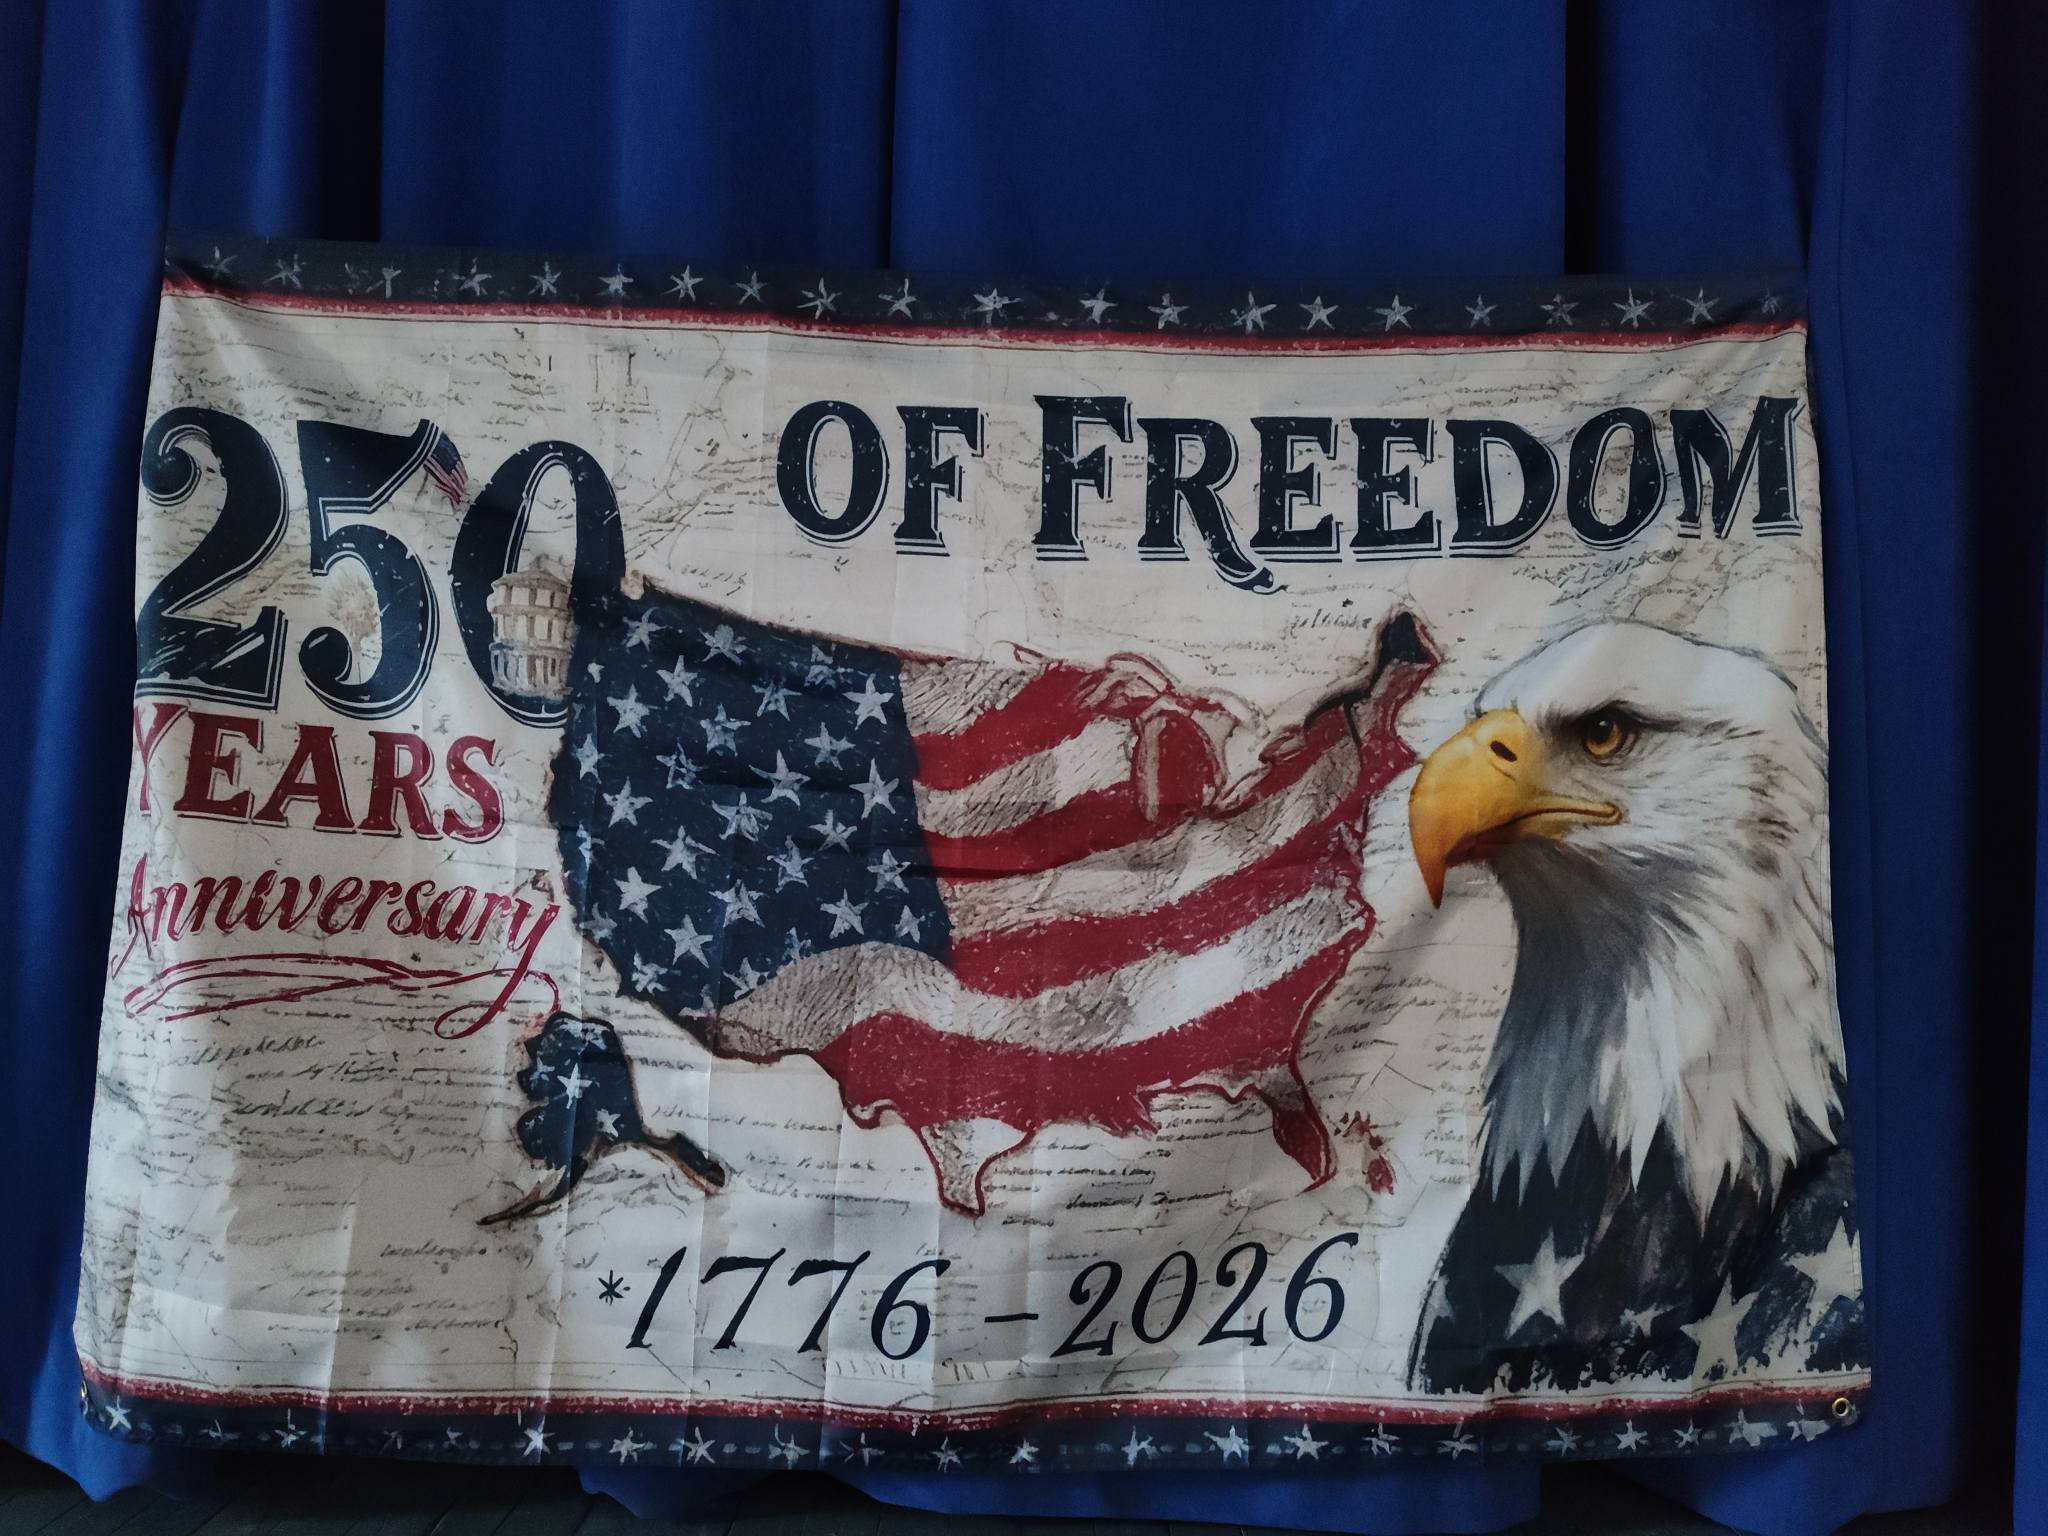 250 OF FREEDOM
YEARS
Anniversary
*1776 – 2026